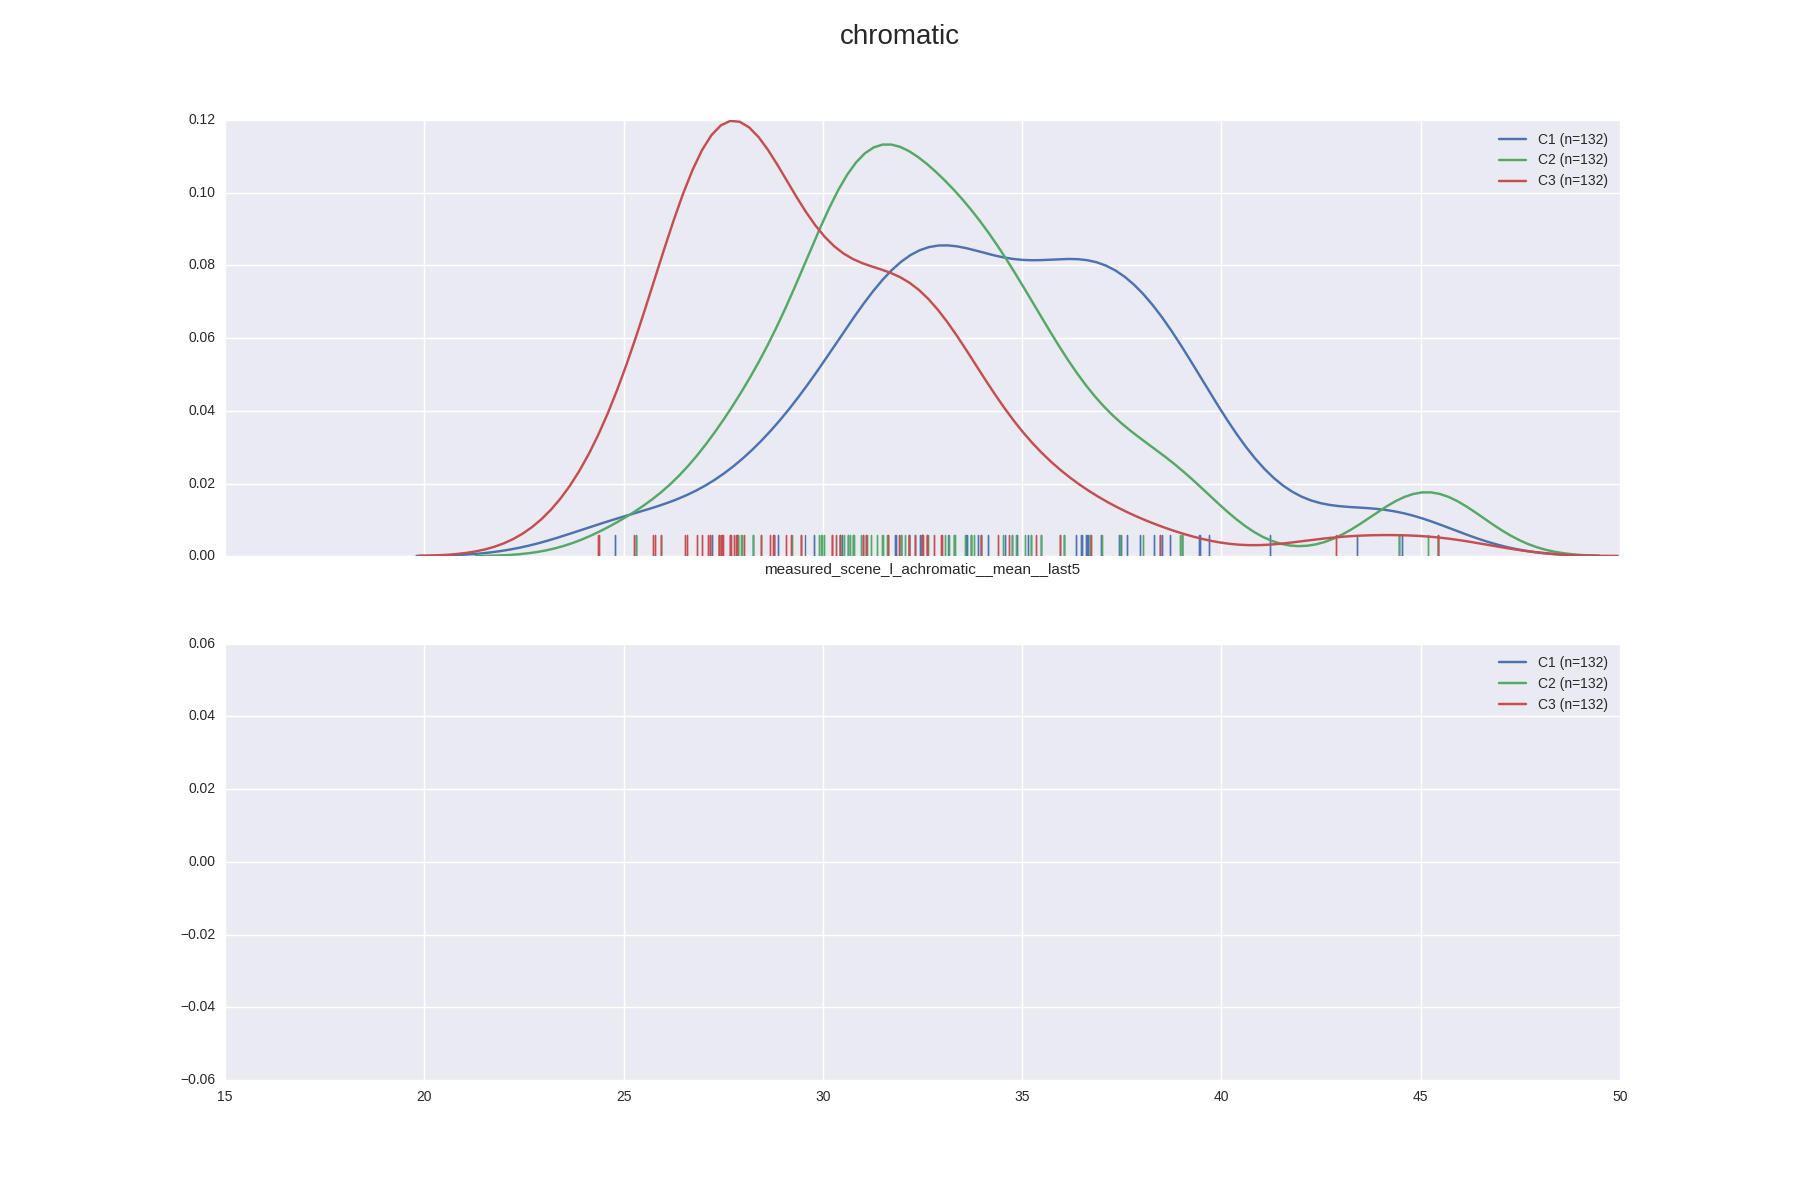 chromatic
0.12
0.10
0.08
0.06
0.04
0.02
0.00
C1 (n=132)
C2 (n=132)
C3 (n=132)
measured_scene_l_achromatic__mean__last5
0.06
0.04
0.02
0.00
−0.02
−0.04
−0.06
C1 (n=132)
C2 (n=132)
C3 (n=132)
15 20 25 30 35 40 45 50